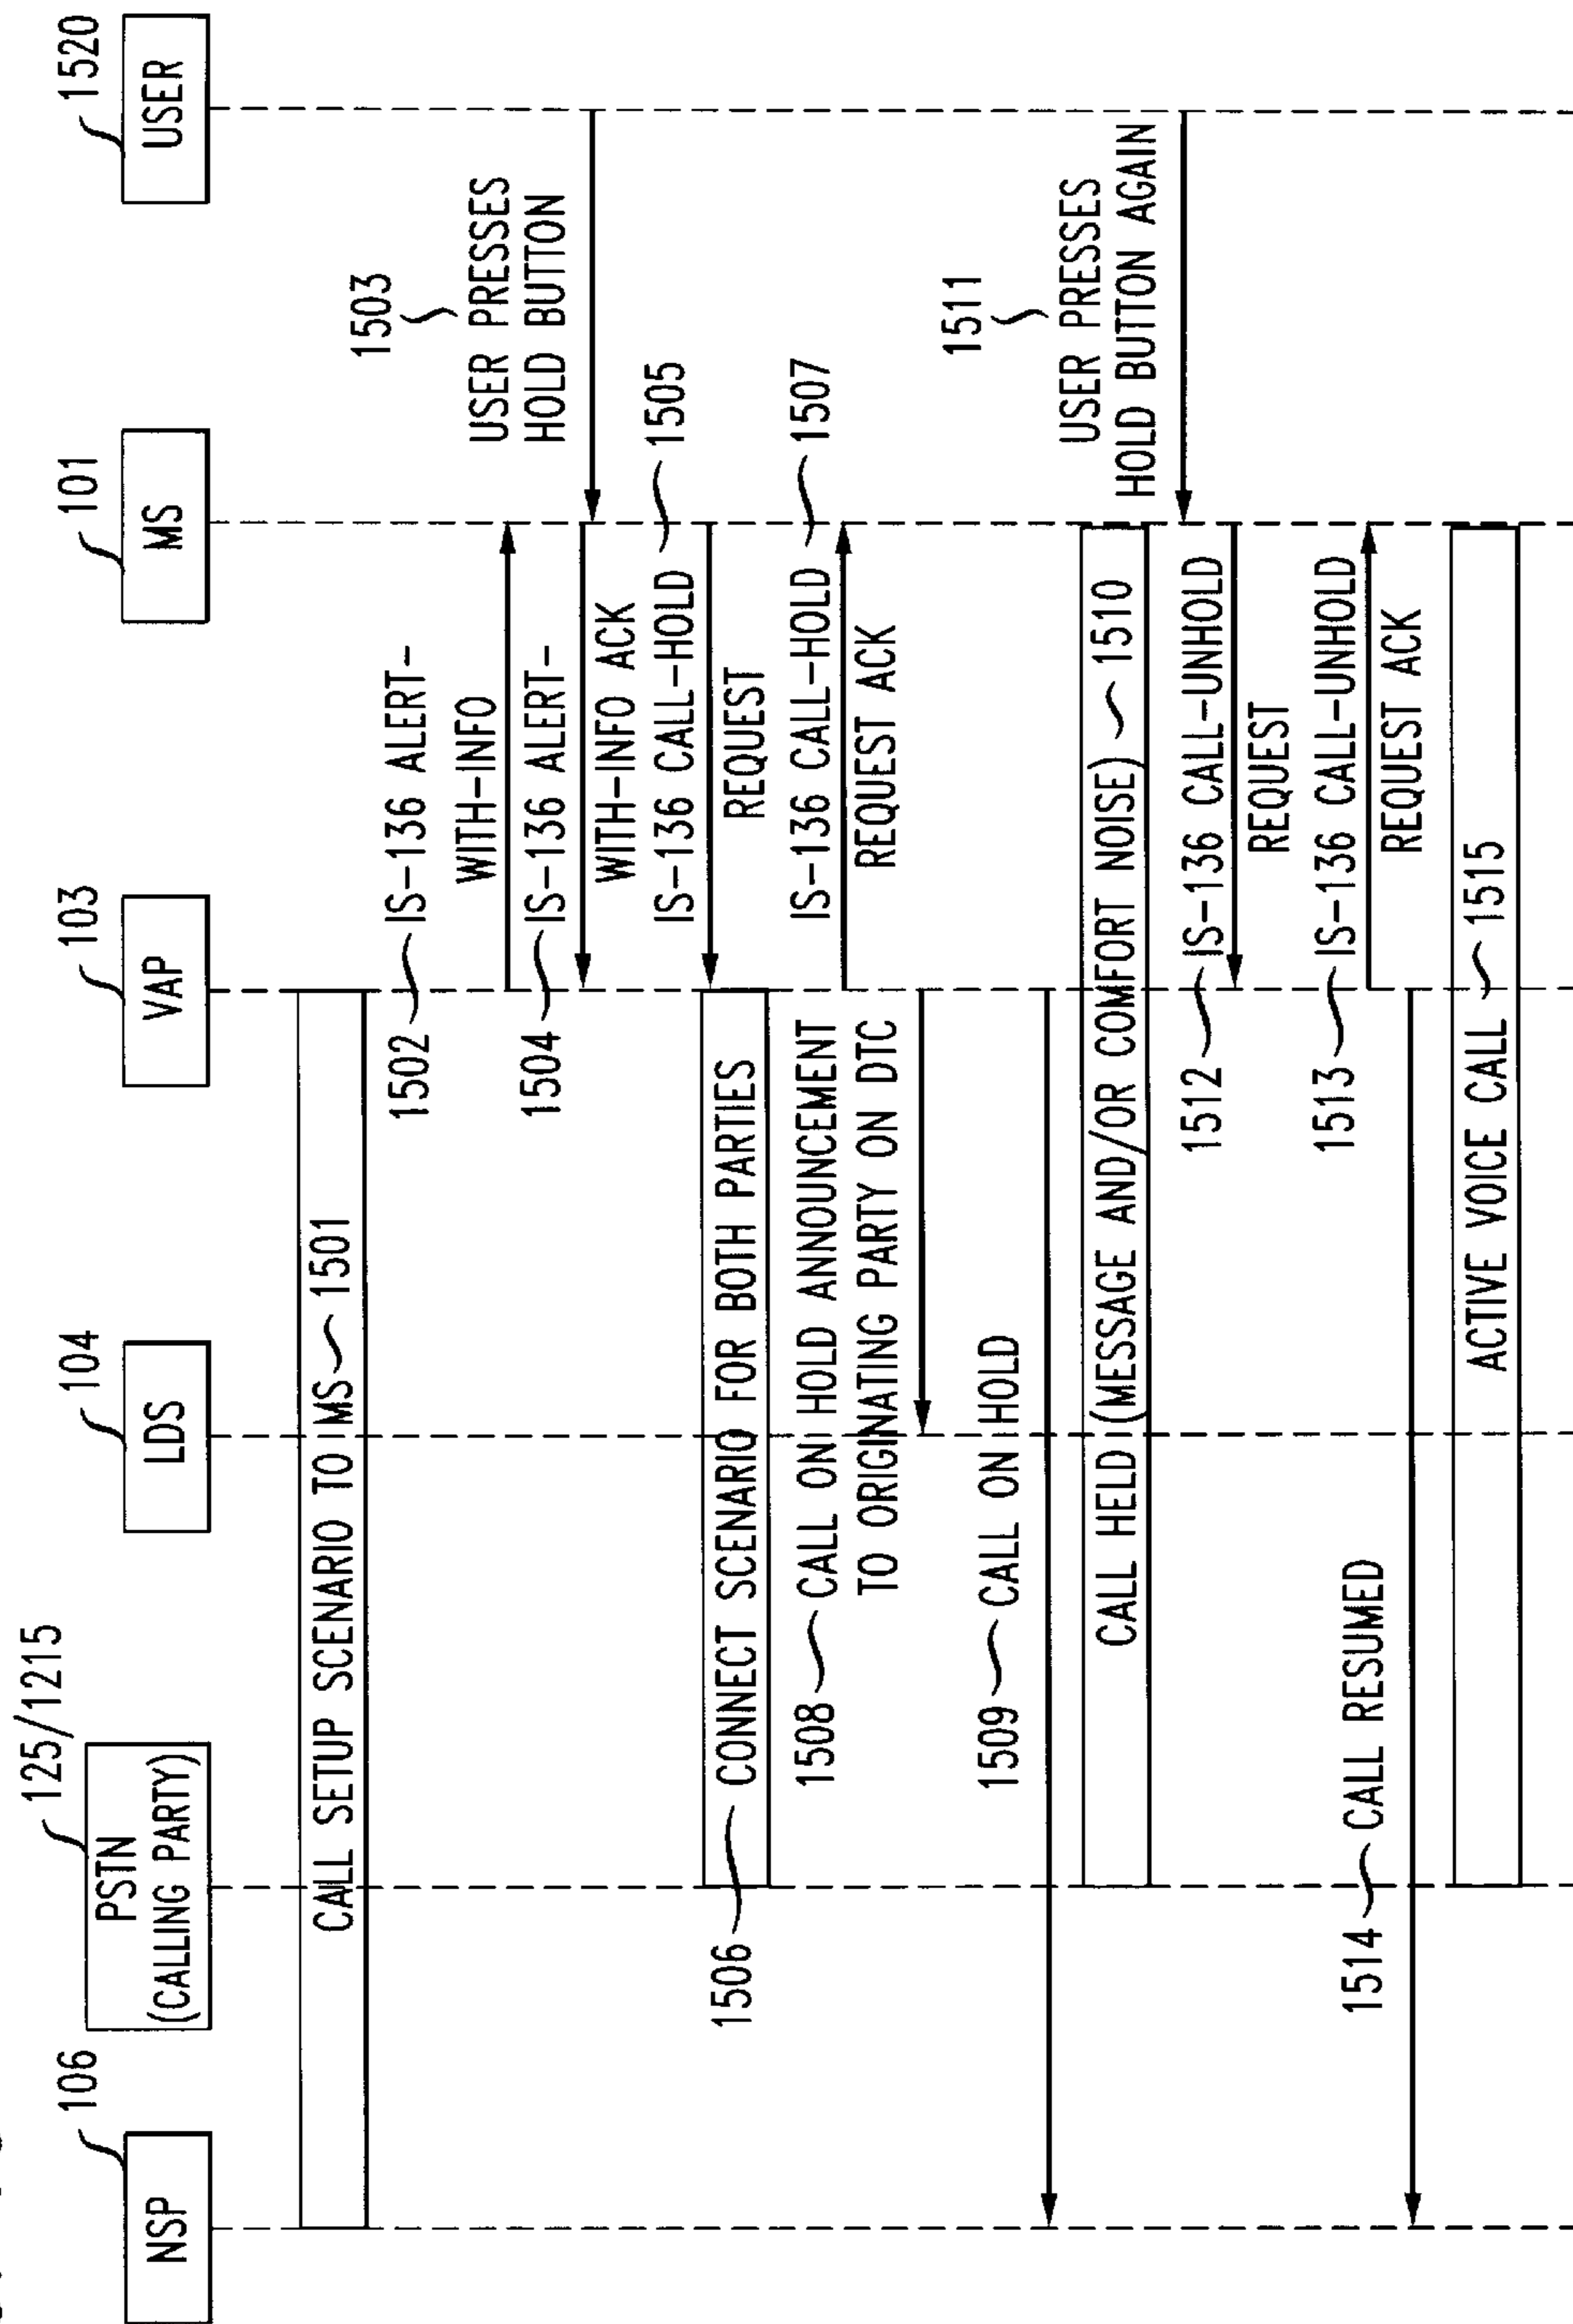 NSP
106
PSTN
(CALLING PARTY)
125/1215
LDS
104
VAP
103
MS
101
USER
1520
CALL SETUP SCENARIO TO MS 1501
1502 IS-136 ALERT-
WITH-INFO
1503
USER PRESSES
HOLD BUTTON
1504 IS-136 ALERT-
WITH-INFO ACK
IS-136 CALL-HOLD 1505
REQUEST
1506 CONNECT SCENARIO FOR BOTH PARTIES
IS-136 CALL-HOLD 1507
REQUEST ACK
1508 CALL ON HOLD ANNOUNCEMENT
TO ORIGINATING PARTY ON DTC
1509 CALL ON HOLD
CALL HELD (MESSAGE AND/OR COMFORT NOISE) 1510
1511
USER PRESSES
HOLD BUTTON AGAIN
1512 IS-136 CALL-UNHOLD
REQUEST
1513 IS-136 CALL-UNHOLD
REQUEST ACK
1514 CALL RESUMED
ACTIVE VOICE CALL 1515